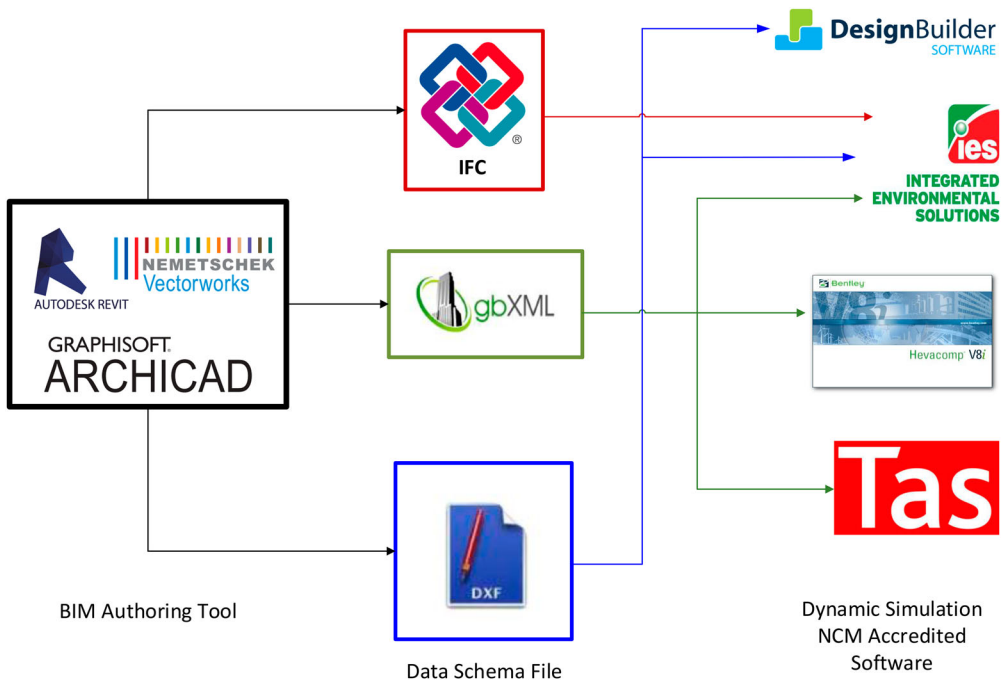 DesignBuilder
SOFTWARE
®
IFC
ies
INTEGRATED
ENVIRONMENTAL
SOLUTIONS
AUTODESK REVIT
NEMETSCHEK
Vectorworks
GRAPHISOFT.
ARCHICAD
gbXML
Bentley
V8i
Hevacomp V8i
Tas
DXF
BIM Authoring Tool
Data Schema File
Dynamic Simulation
NCM Accredited
Software